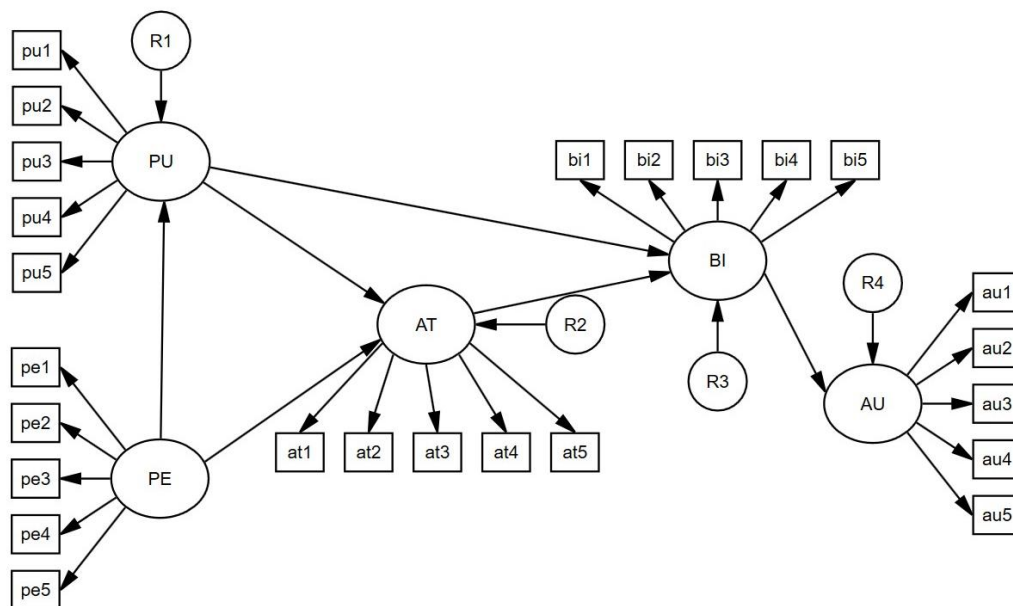 R1
pu1
pu2
pu3
pu4
pu5
PU
bi1
bi2
bi3
bi4
bi5
BI
R4
au1
au2
au3
au4
au5
AT
R2
R3
AU
pe1
pe2
pe3
pe4
pe5
PE
at1
at2
at3
at4
at5